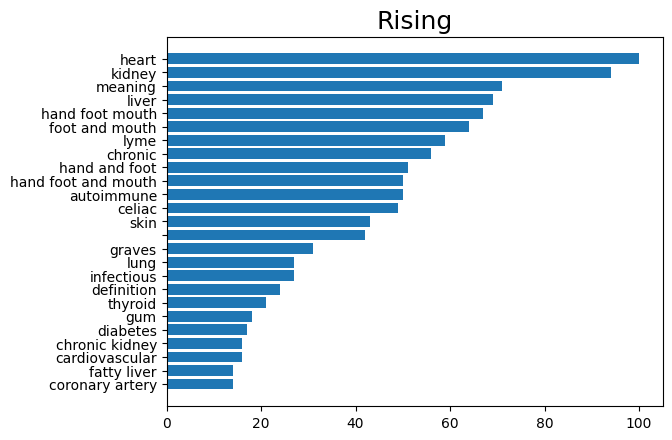 Rising
heart
kidney
meaning
liver
hand foot mouth
foot and mouth
lyme
chronic
hand and foot
hand foot and mouth
autoimmune
celiac
skin
graves
lung
infectious
definition
thyroid
gum
diabetes
chronic kidney
cardiovascular
fatty liver
coronary artery
0 20 40 60 80 100